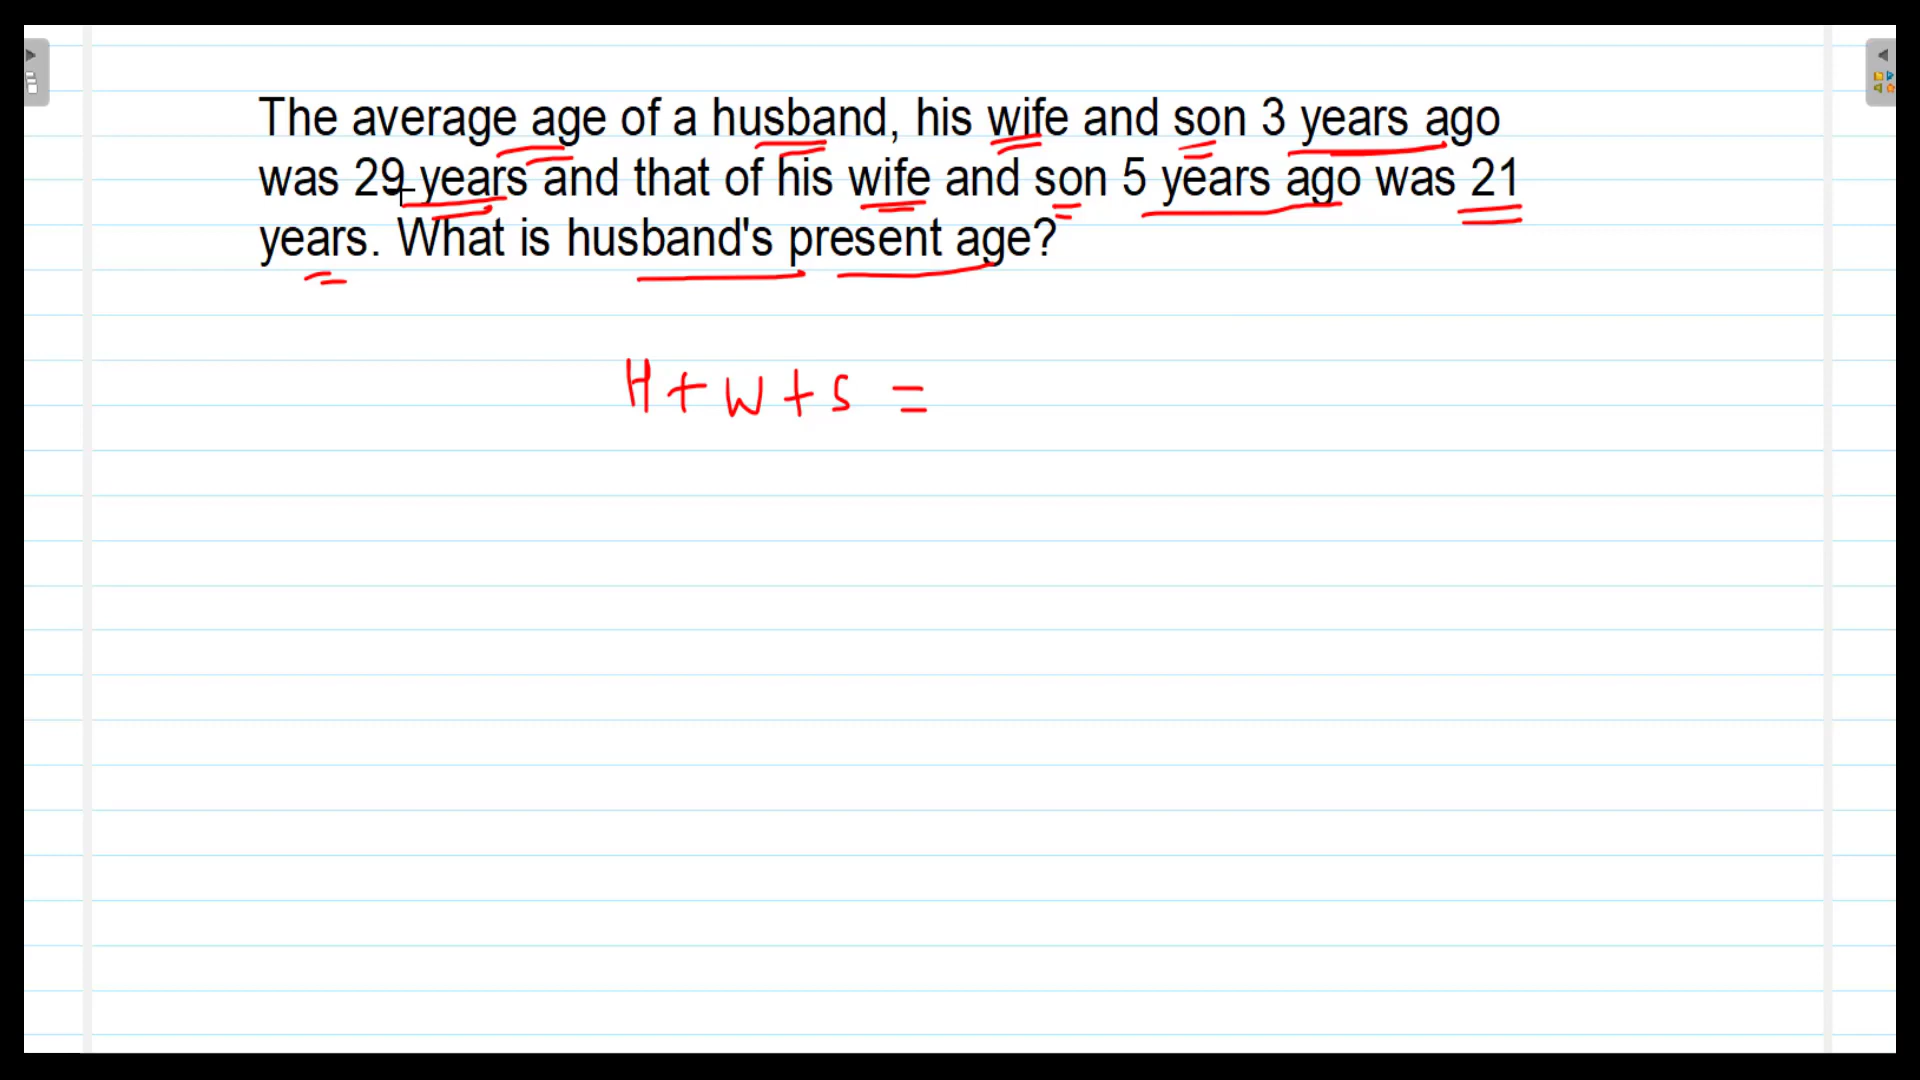 The average age of a husband, his wife and son 3 years ago
was 29 years and that of his wife and son 5 years ago was 21
years. What is husband's present age?
H + W + S =